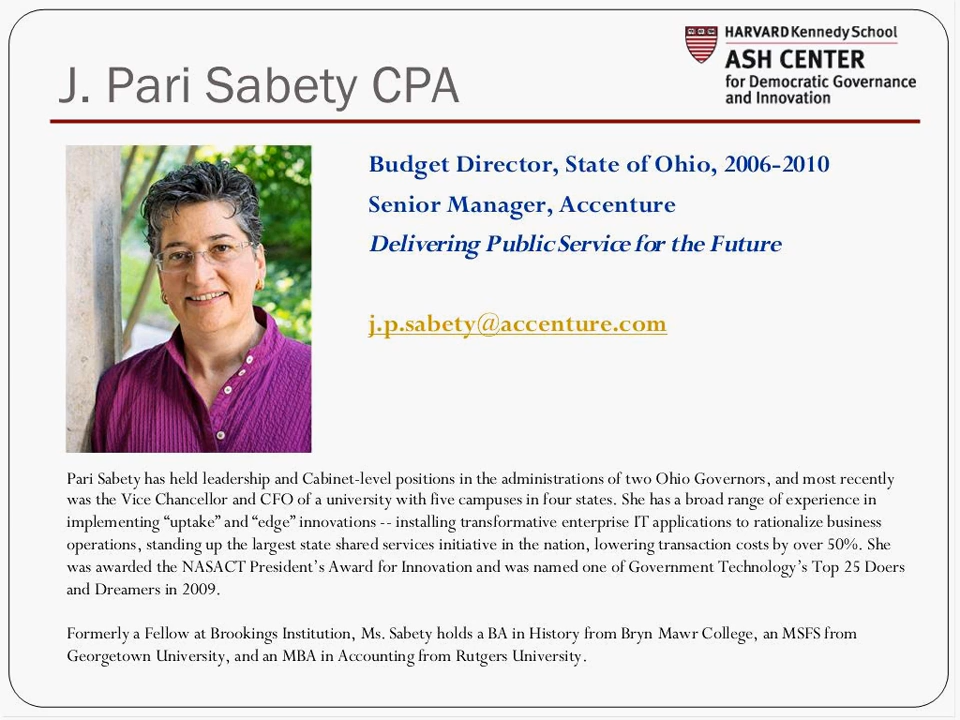 J. Pari Sabety CPA
HARVARD Kennedy School
ASH CENTER
for Democratic Governance
and Innovation
Budget Director, State of Ohio, 2006-2010
Senior Manager, Accenture
Delivering Public Service for the Future
j.p.sabety@accenture.com
Pari Sabety has held leadership and Cabinet-level positions in the administrations of two Ohio Governors, and most recently
was the Vice Chancellor and CFO of a university with five campuses in four states. She has a broad range of experience in
implementing “uptake” and “edge” innovations -- installing transformative enterprise IT applications to rationalize business
operations, standing up the largest state shared services initiative in the nation, lowering transaction costs by over 50%. She
was awarded the NASACT President’s Award for Innovation and was named one of Government Technology’s Top 25 Doers
and Dreamers in 2009.
Formerly a Fellow at Brookings Institution, Ms. Sabety holds a BA in History from Bryn Mawr College, an MSFS from
Georgetown University, and an MBA in Accounting from Rutgers University.